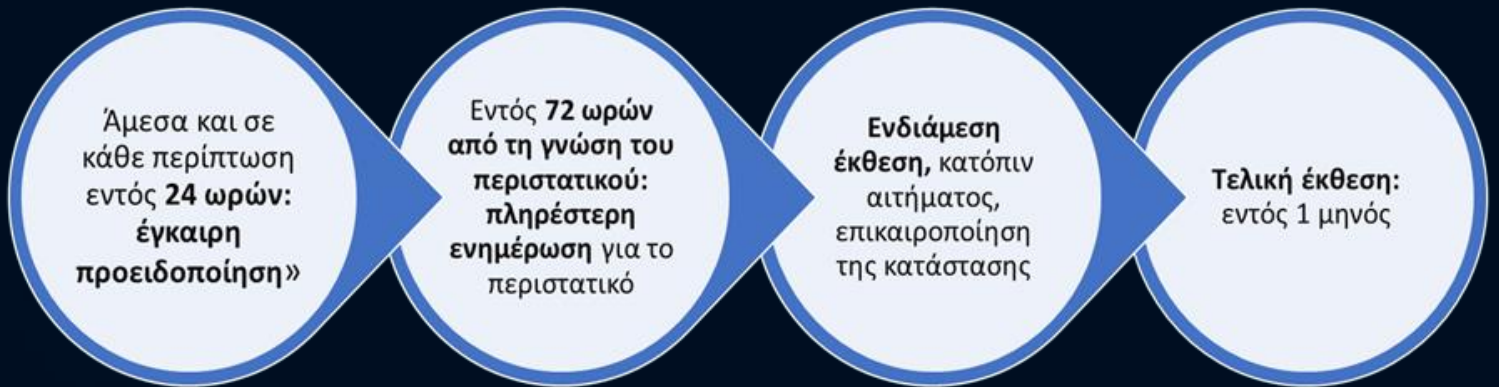 Άμεσα και σε
κάθε περίπτωση
εντός 24 ωρών:
έγκαιρη
προειδοποίηση»
Εντός 72 ωρών
από τη γνώση του
περιστατικού:
πληρέστερη
ενημέρωση για το
περιστατικό
Ενδιάμεση
έκθεση, κατόπιν
αιτήματος,
επικαιροποίηση
της κατάστασης
Τελική έκθεση:
εντός 1 μηνός